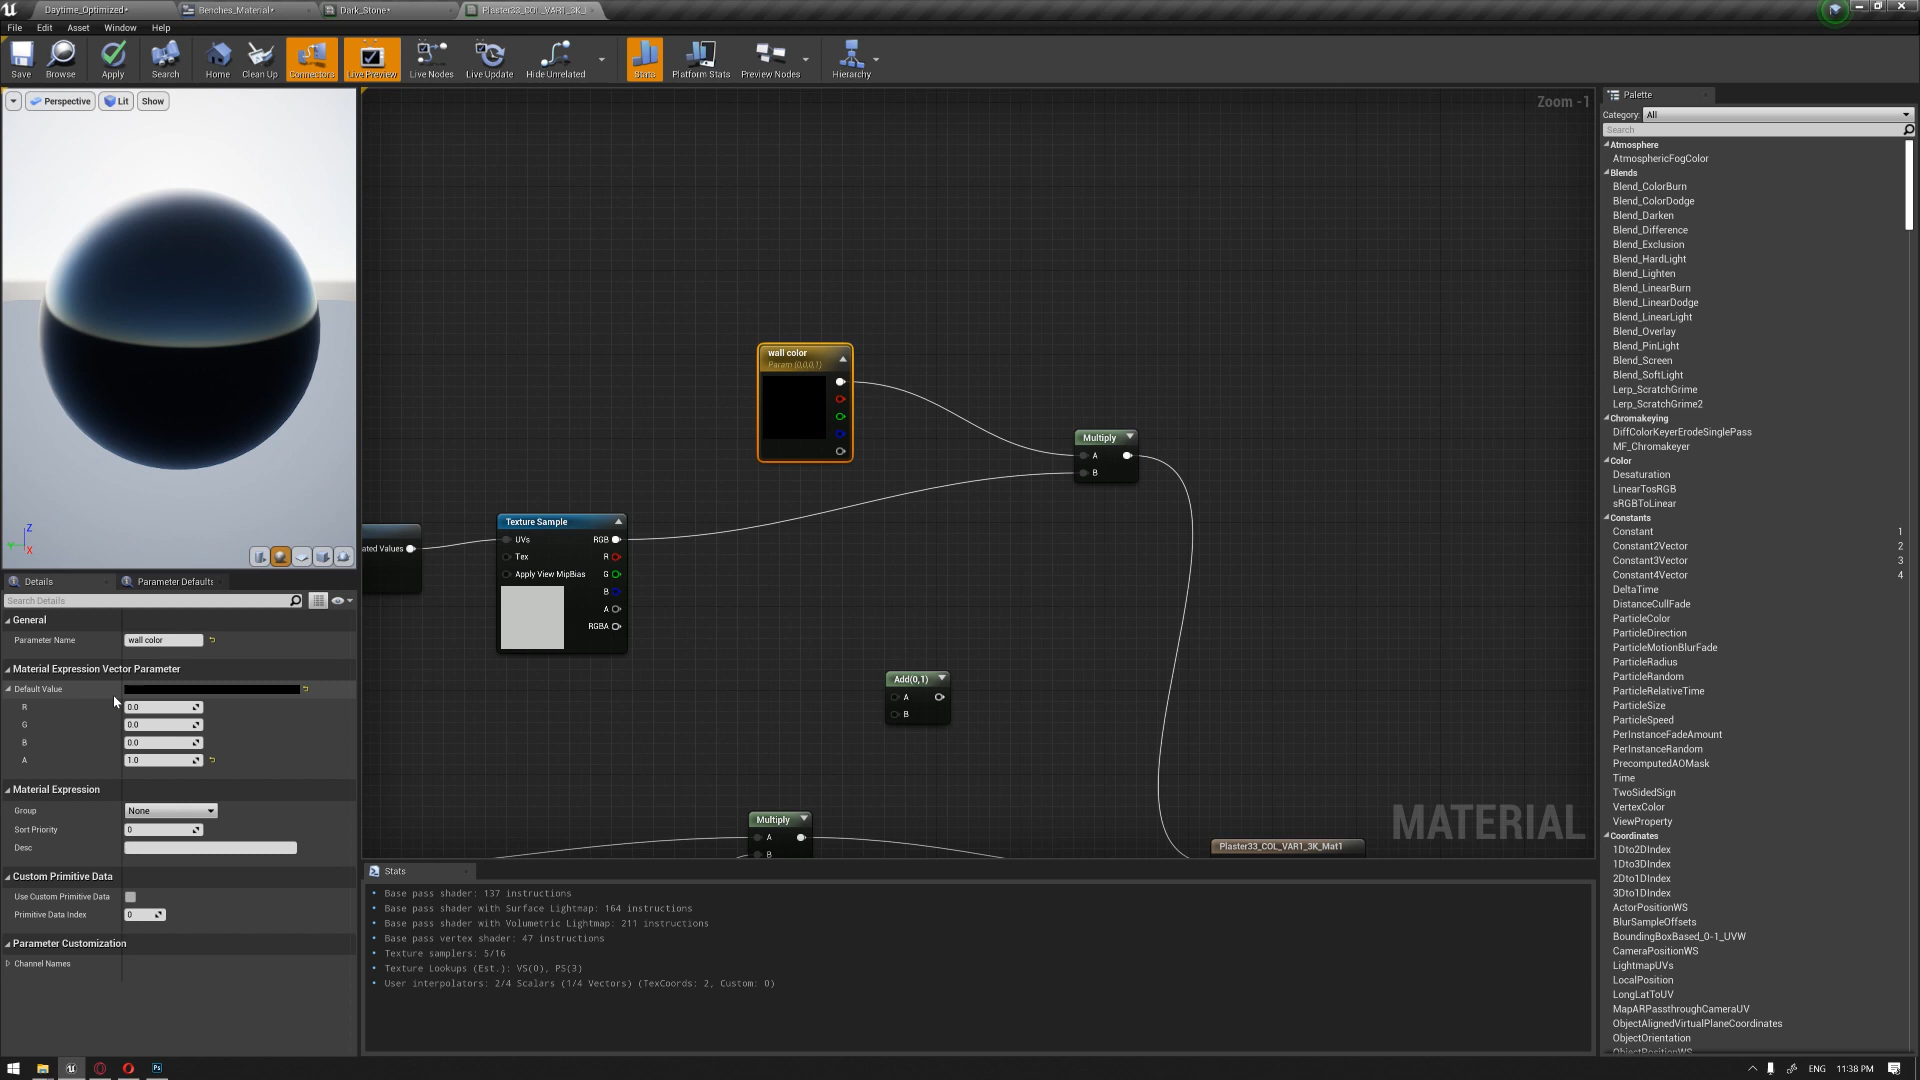 Daytime_Optimized*
Benches_Material*
Dark_Stone*
Plaster33_COL_VAR1_3K_
File
Edit
Asset
Window
Help
Save
Browse
Apply
Search
Home
Clean Up
Connectors
Live Preview
Live Nodes
Live Update
Hide Unrelated
Stats
Platform Stats
Preview Nodes
Hierarchy
Perspective
Lit
Show
Zoom -1
Z
X
wall color
Param (0,0,0,1)
Multiply
A
B
ated Values
Texture Sample
UVs
RGB
Tex
R
Apply View MipBias
G
B
A
RGBA
Add(0,1)
A
B
Multiply
A
B
Plaster33_COL_VAR1_3K_Mat1
MATERIAL
Details
Parameter Defaults
Search Details
General
Parameter Name
wall color
Material Expression Vector Parameter
Default Value
R
0.0
G
0.0
B
0.0
A
1.0
Material Expression
Group
None
Sort Priority
0
Desc
Custom Primitive Data
Use Custom Primitive Data
Primitive Data Index
0
Parameter Customization
Channel Names
Stats
Base pass shader: 137 instructions
Base pass shader with Surface Lightmap: 164 instructions
Base pass shader with Volumetric Lightmap: 211 instructions
Base pass vertex shader: 47 instructions
Texture samplers: 5/16
Texture Lookups (Est.): VS(0), PS(3)
User interpolators: 2/4 Scalars (1/4 Vectors) (TexCoords: 2, Custom: 0)
Palette
Category:
All
Search
Atmosphere
AtmosphericFogColor
Blends
Blend_ColorBurn
Blend_ColorDodge
Blend_Darken
Blend_Difference
Blend_Exclusion
Blend_HardLight
Blend_Lighten
Blend_LinearBurn
Blend_LinearDodge
Blend_LinearLight
Blend_Overlay
Blend_PinLight
Blend_Screen
Blend_SoftLight
Lerp_ScratchGrime
Lerp_ScratchGrime2
Chromakeying
DiffColorKeyerErodeSinglePass
MF_Chromakeyer
Color
Desaturation
LinearTosRGB
sRGBToLinear
Constants
Constant 1
Constant2Vector 2
Constant3Vector 3
Constant4Vector 4
DeltaTime
DistanceCullFade
ParticleColor
ParticleDirection
ParticleMotionBlurFade
ParticleRadius
ParticleRandom
ParticleRelativeTime
ParticleSize
ParticleSpeed
PerInstanceFadeAmount
PerInstanceRandom
PrecomputedAOMask
Time
TwoSidedSign
VertexColor
ViewProperty
Coordinates
1Dto2DIndex
1Dto3DIndex
2Dto1DIndex
3Dto1DIndex
ActorPositionWS
BlurSampleOffsets
BoundingBoxBased_0-1_UVW
CameraPositionWS
LightmapUVs
LocalPosition
LongLatToUV
MapARPassthroughCameraUV
ObjectAlignedVirtualPlaneCoordinates
ObjectOrientation
ObjectPositionWS
Ps
ENG
11:38 PM